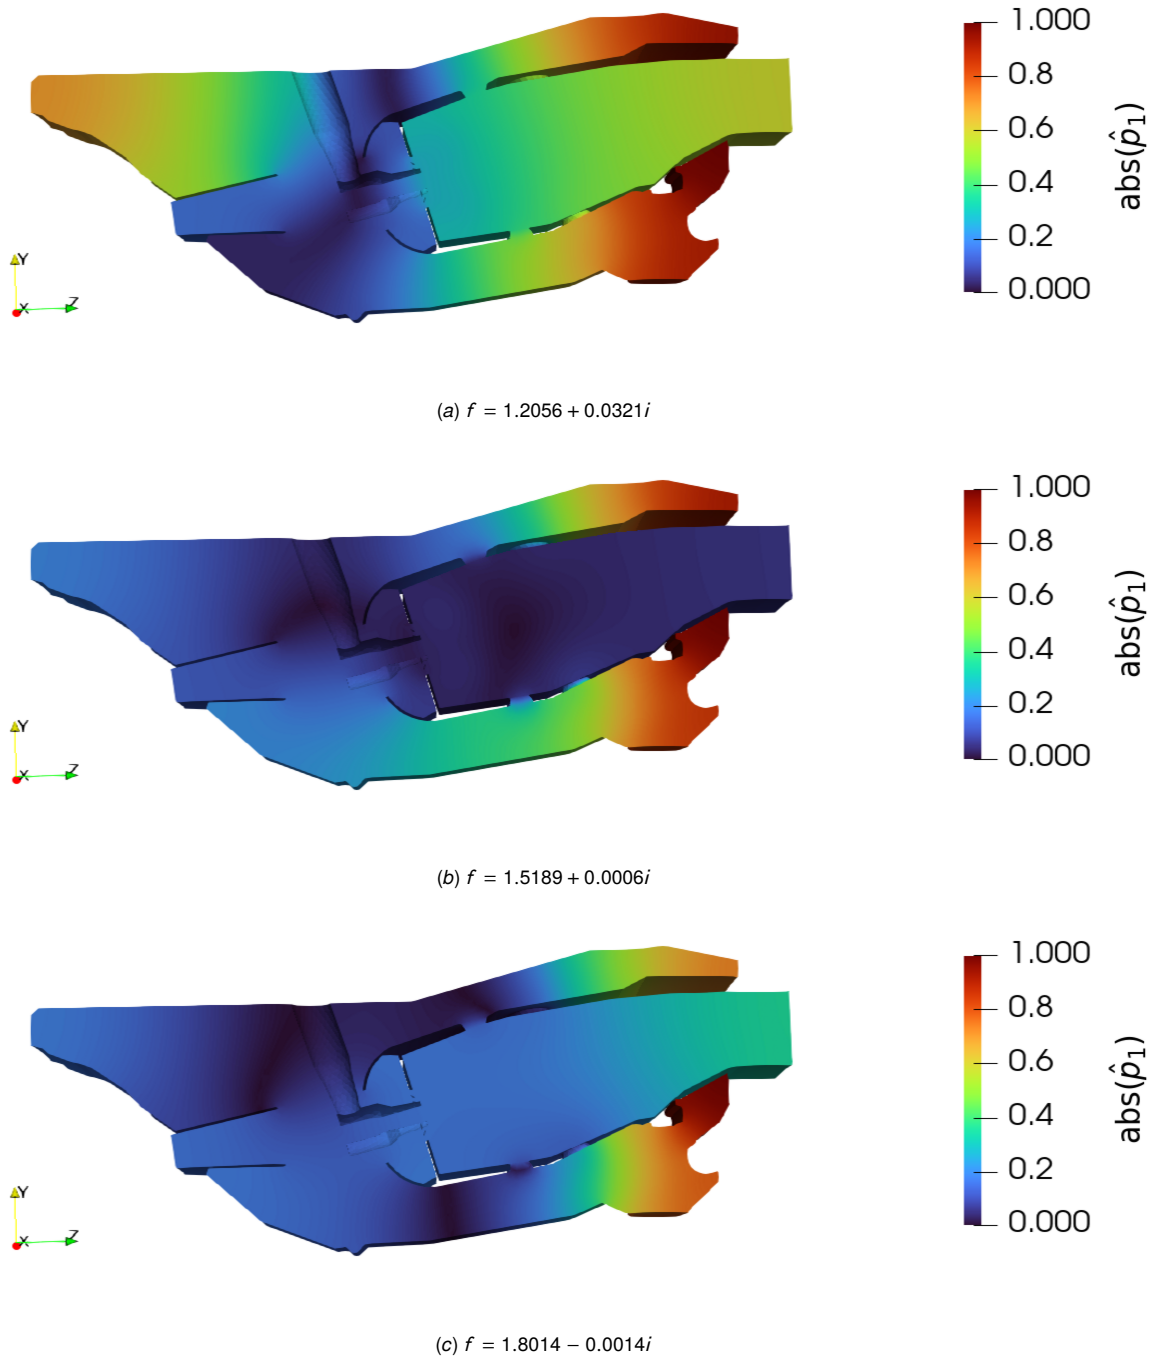 1.000
0.8
0.6
0.4
0.2
0.000
abs(p̂₁)
Y
X
Z
(a) f = 1.2056 + 0.0321i
1.000
0.8
0.6
0.4
0.2
0.000
abs(p̂₁)
Y
X
Z
(b) f = 1.5189 + 0.0006i
1.000
0.8
0.6
0.4
0.2
0.000
abs(p̂₁)
Y
X
Z
(c) f = 1.8014 − 0.0014i